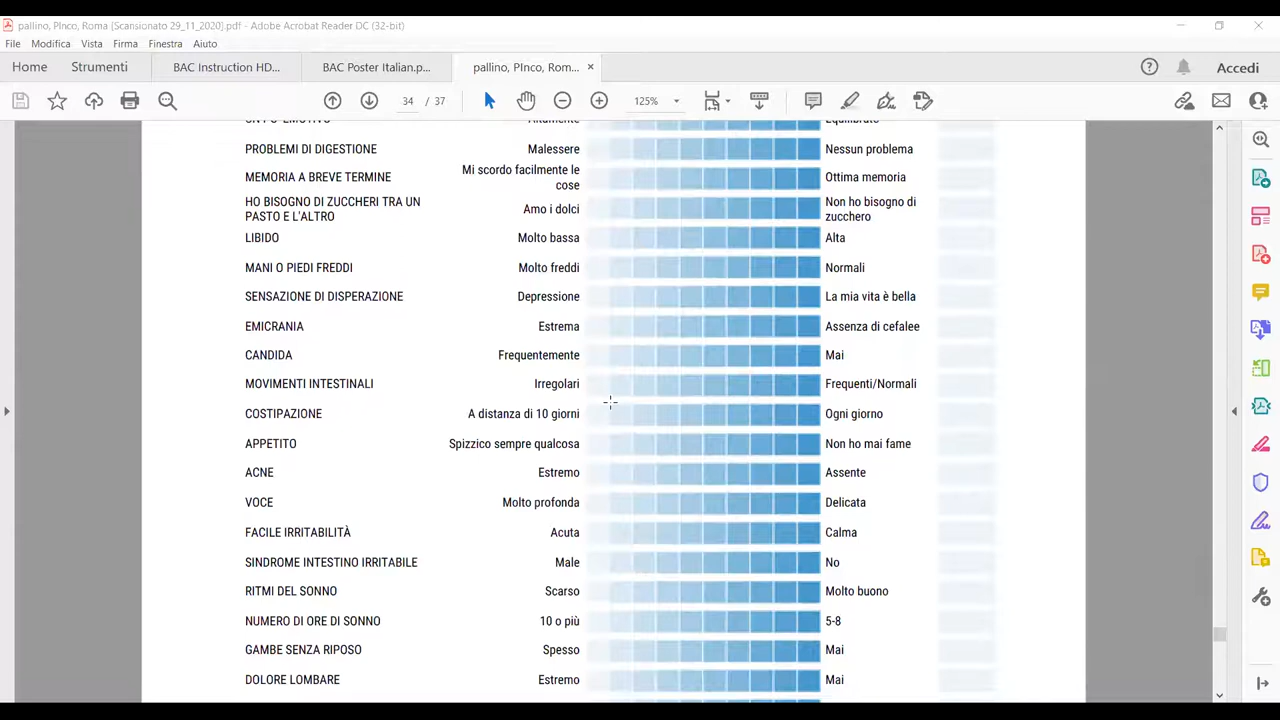 pallino, PInco, Roma [Scansionato 29_11_2020].pdf - Adobe Acrobat Reader DC (32-bit)
File Modifica Vista Firma Finestra Aiuto
Home Strumenti BAC Instruction HD... BAC Poster Italian.p... pallino, PInco, Rom... × Accedi
34 / 37 125%
PROBLEMI DI DIGESTIONE Malessere Nessun problema
MEMORIA A BREVE TERMINE Mi scordo facilmente le cose Ottima memoria
HO BISOGNO DI ZUCCHERI TRA UN PASTO E L'ALTRO Amo i dolci Non ho bisogno di zucchero
LIBIDO Molto bassa Alta
MANI O PIEDI FREDDI Molto freddi Normali
SENSAZIONE DI DISPERAZIONE Depressione La mia vita è bella
EMICRANIA Estrema Assenza di cefalee
CANDIDA Frequentemente Mai
MOVIMENTI INTESTINALI Irregolari Frequenti/Normali
COSTIPAZIONE A distanza di 10 giorni Ogni giorno
APPETITO Spizzico sempre qualcosa Non ho mai fame
ACNE Estremo Assente
VOCE Molto profonda Delicata
FACILE IRRITABILITÀ Acuta Calma
SINDROME INTESTINO IRRITABILE Male No
RITMI DEL SONNO Scarso Molto buono
NUMERO DI ORE DI SONNO 10 o più 5-8
GAMBE SENZA RIPOSO Spesso Mai
DOLORE LOMBARE Estremo Mai